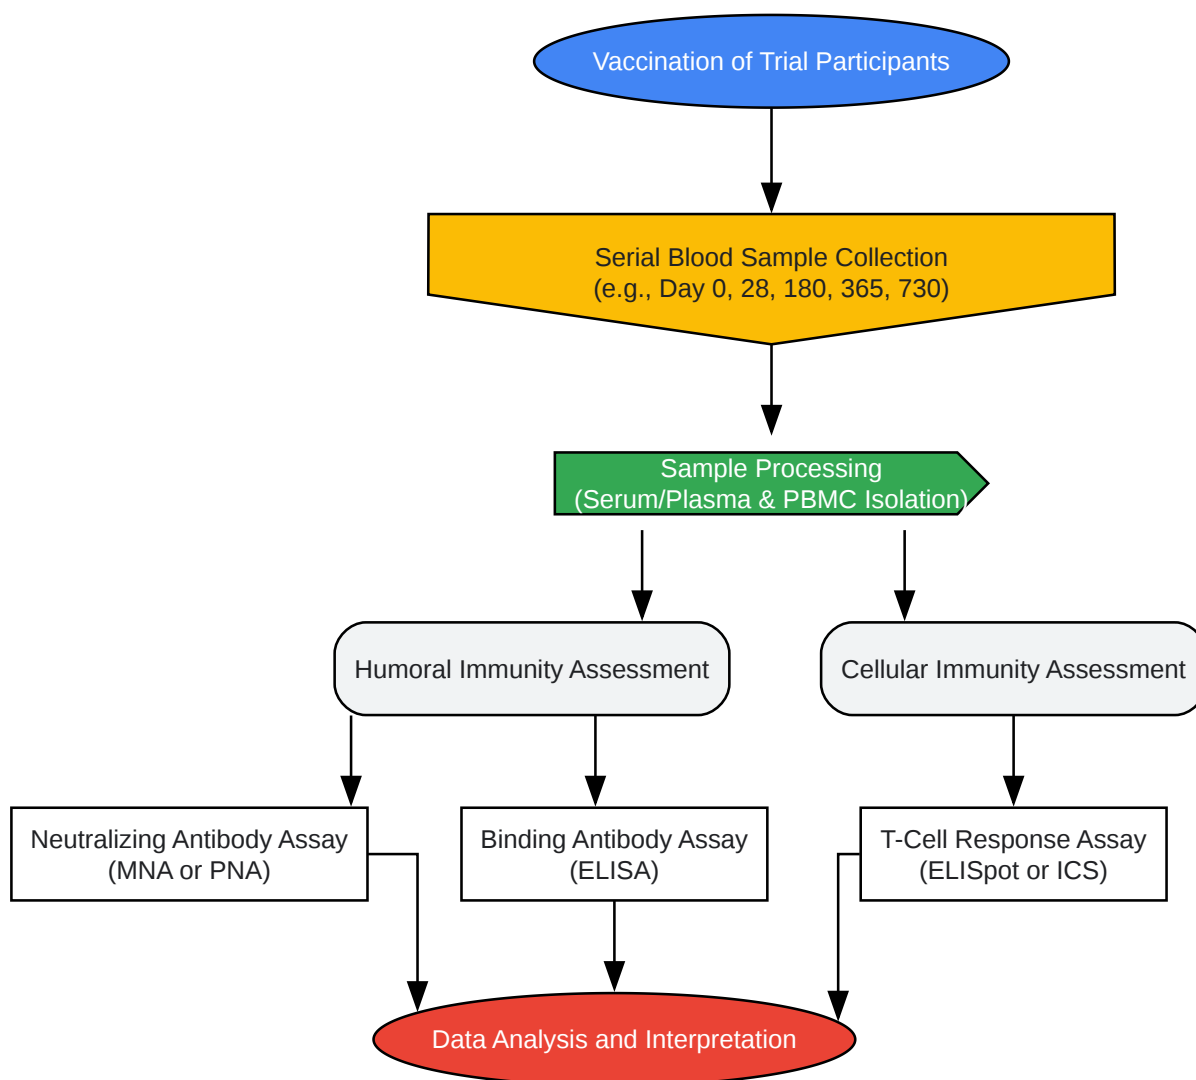 Vaccination of Trial Participants
Serial Blood Sample Collection
(e.g., Day 0, 28, 180, 365, 730)
Sample Processing
(Serum/Plasma & PBMC Isolation)
Humoral Immunity Assessment
Cellular Immunity Assessment
Neutralizing Antibody Assay
(MNA or PNA)
Binding Antibody Assay
(ELISA)
T-Cell Response Assay
(ELISpot or ICS)
Data Analysis and Interpretation